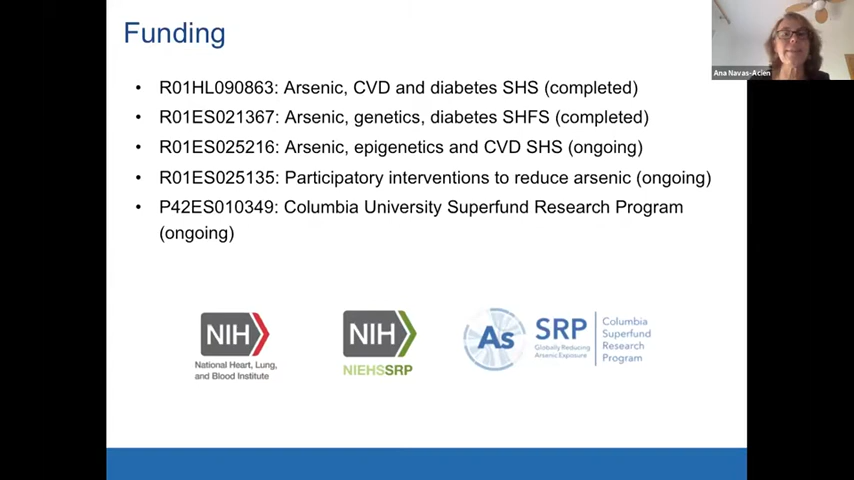 Funding
Ana Navas-Acien
• R01HL090863: Arsenic, CVD and diabetes SHS (completed)
• R01ES021367: Arsenic, genetics, diabetes SHFS (completed)
• R01ES025216: Arsenic, epigenetics and CVD SHS (ongoing)
• R01ES025135: Participatory interventions to reduce arsenic (ongoing)
• P42ES010349: Columbia University Superfund Research Program
(ongoing)
NIH
National Heart, Lung,
and Blood Institute
NIH
NIEHSSRP
As
SRP
Globally Reducing
Arsenic Exposure
Columbia
Superfund
Research
Program